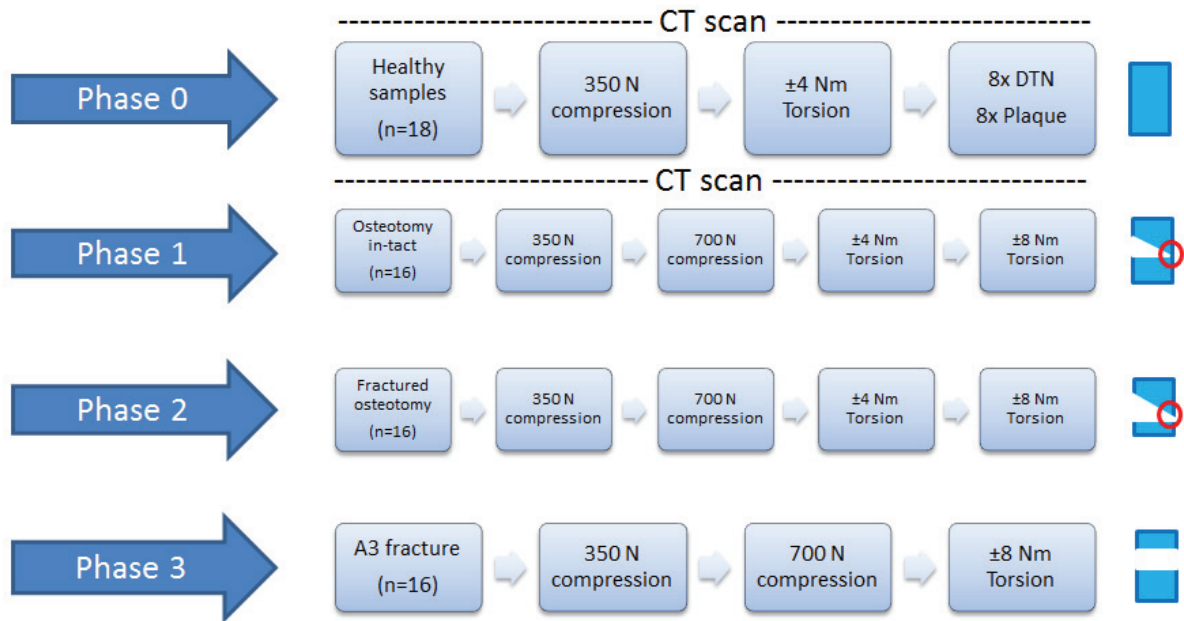 CT scan
Phase 0
Healthy
samples
(n=18)
350 N
compression
±4 Nm
Torsion
8x DTN
8x Plaque
CT scan
Phase 1
Osteotomy
in-tact
(n=16)
350 N
compression
700 N
compression
±4 Nm
Torsion
±8 Nm
Torsion
Phase 2
Fractured
osteotomy
(n=16)
350 N
compression
700 N
compression
±4 Nm
Torsion
±8 Nm
Torsion
Phase 3
A3 fracture
(n=16)
350 N
compression
700 N
compression
±8 Nm
Torsion